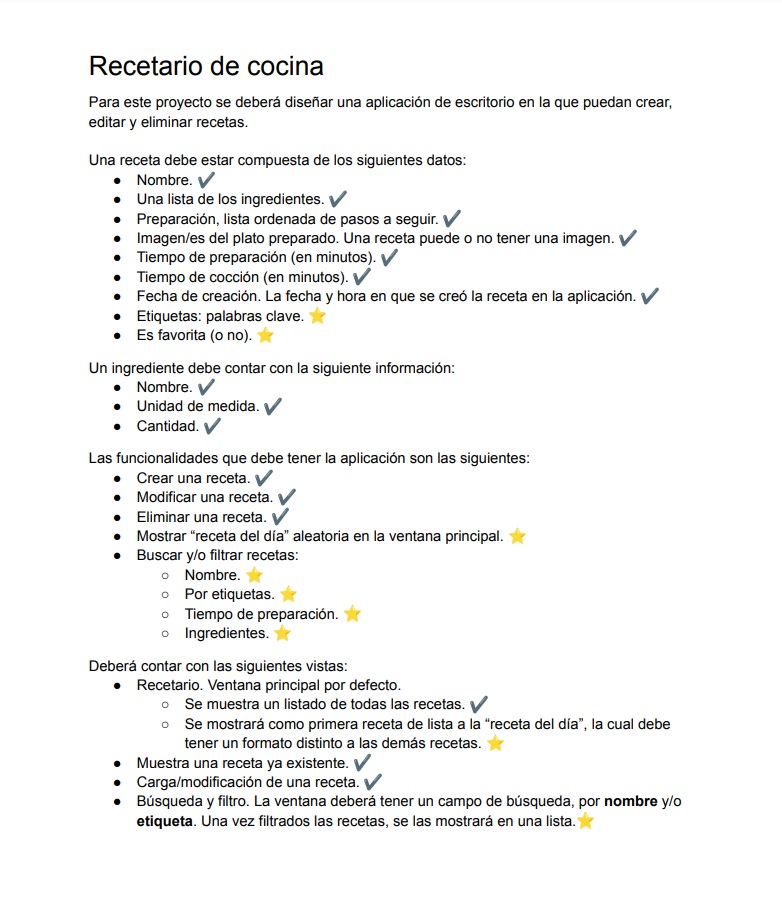 Recetario de cocina
Para este proyecto se deberá diseñar una aplicación de escritorio en la que puedan crear,
editar y eliminar recetas.
Una receta debe estar compuesta de los siguientes datos:
● Nombre. ✔
● Una lista de los ingredientes. ✔
● Preparación, lista ordenada de pasos a seguir. ✔
● Imagen/es del plato preparado. Una receta puede o no tener una imagen. ✔
● Tiempo de preparación (en minutos). ✔
● Tiempo de cocción (en minutos). ✔
● Fecha de creación. La fecha y hora en que se creó la receta en la aplicación. ✔
● Etiquetas: palabras clave. ⭐
● Es favorita (o no). ⭐
Un ingrediente debe contar con la siguiente información:
● Nombre. ✔
● Unidad de medida. ✔
● Cantidad. ✔
Las funcionalidades que debe tener la aplicación son las siguientes:
● Crear una receta. ✔
● Modificar una receta. ✔
● Eliminar una receta. ✔
● Mostrar “receta del día” aleatoria en la ventana principal. ⭐
● Buscar y/o filtrar recetas:
○ Nombre. ⭐
○ Por etiquetas. ⭐
○ Tiempo de preparación. ⭐
○ Ingredientes. ⭐
Deberá contar con las siguientes vistas:
● Recetario. Ventana principal por defecto.
○ Se muestra un listado de todas las recetas. ✔
○ Se mostrará como primera receta de lista a la “receta del día”, la cual debe
tener un formato distinto a las demás recetas. ⭐
● Muestra una receta ya existente. ✔
● Carga/modificación de una receta. ✔
● Búsqueda y filtro. La ventana deberá tener un campo de búsqueda, por nombre y/o
etiqueta. Una vez filtrados las recetas, se las mostrará en una lista.⭐